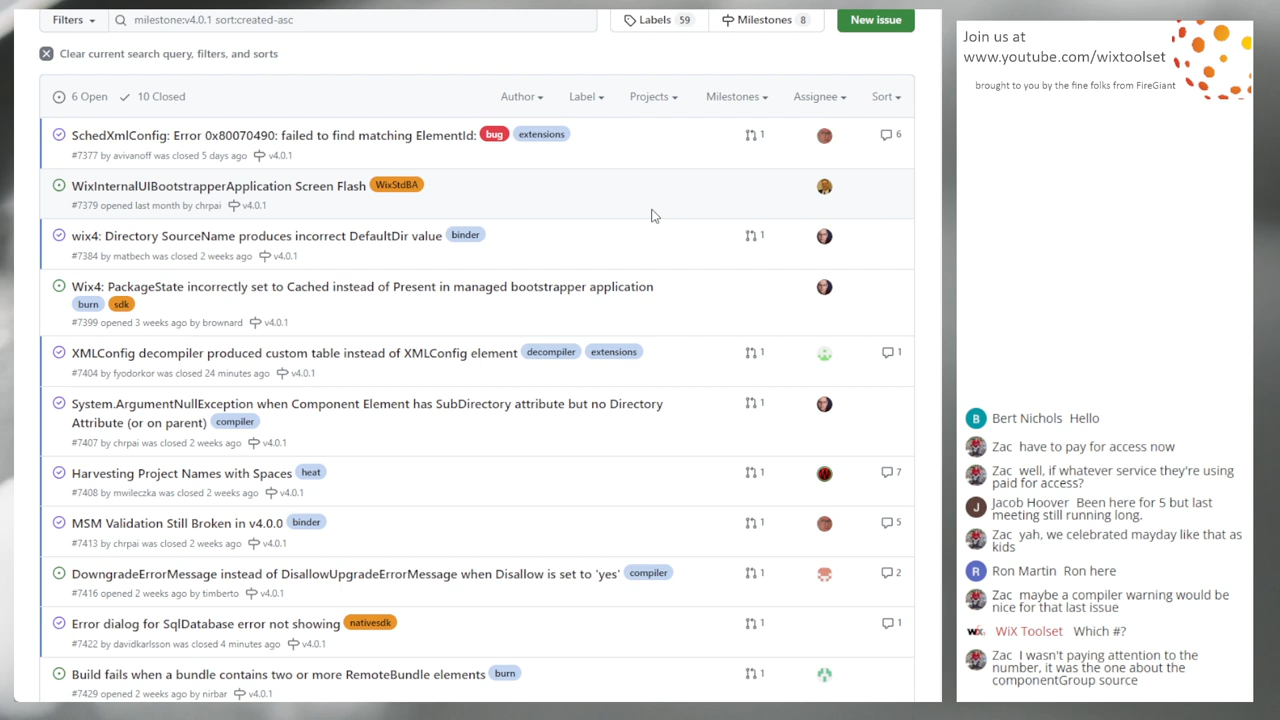 Filters
milestone:v4.0.1 sort:created-asc
Labels 59
Milestones 8
New issue
Clear current search query, filters, and sorts
6 Open
10 Closed
Author
Label
Projects
Milestones
Assignee
Sort
SchedXmlConfig: Error 0x80070490: failed to find matching ElementId: bug extensions
1
6
#7377 by avivanoff was closed 5 days ago v4.0.1
WixInternalUIBootstrapperApplication Screen Flash WixStdBA
#7379 opened last month by chrpai v4.0.1
wix4: Directory SourceName produces incorrect DefaultDir value binder
1
#7384 by matbech was closed 2 weeks ago v4.0.1
Wix4: PackageState incorrectly set to Cached instead of Present in managed bootstrapper application
burn sdk
#7399 opened 3 weeks ago by brownard v4.0.1
XMLConfig decompiler produced custom table instead of XMLConfig element decompiler extensions
1
1
#7404 by fyodorkor was closed 24 minutes ago v4.0.1
System.ArgumentNullException when Component Element has SubDirectory attribute but no Directory
1
Attribute (or on parent) compiler
#7407 by chrpai was closed 2 weeks ago v4.0.1
Harvesting Project Names with Spaces heat
1
7
#7408 by mwileczka was closed 2 weeks ago v4.0.1
MSM Validation Still Broken in v4.0.0 binder
1
5
#7413 by chrpai was closed 2 weeks ago v4.0.1
DowngradeErrorMessage instead of DisallowUpgradeErrorMessage when Disallow is set to 'yes' compiler
1
2
#7416 opened 2 weeks ago by timberto v4.0.1
Error dialog for SqlDatabase error not showing nativesdk
1
1
#7422 by davidkarlsson was closed 4 minutes ago v4.0.1
Build fails when a bundle contains two or more RemoteBundle elements burn
1
#7429 opened 2 weeks ago by nirbar v4.0.1
Join us at
www.youtube.com/wixtoolset
brought to you by the fine folks from FireGiant
B Bert Nichols Hello
Zac have to pay for access now
Zac well, if whatever service they're using
paid for access?
J Jacob Hoover Been here for 5 but last
meeting still running long.
Zac yah, we celebrated mayday like that as
kids
R Ron Martin Ron here
Zac maybe a compiler warning would be
nice for that last issue
WiX WiX Toolset Which #?
Zac I wasn't paying attention to the
number, it was the one about the
componentGroup source